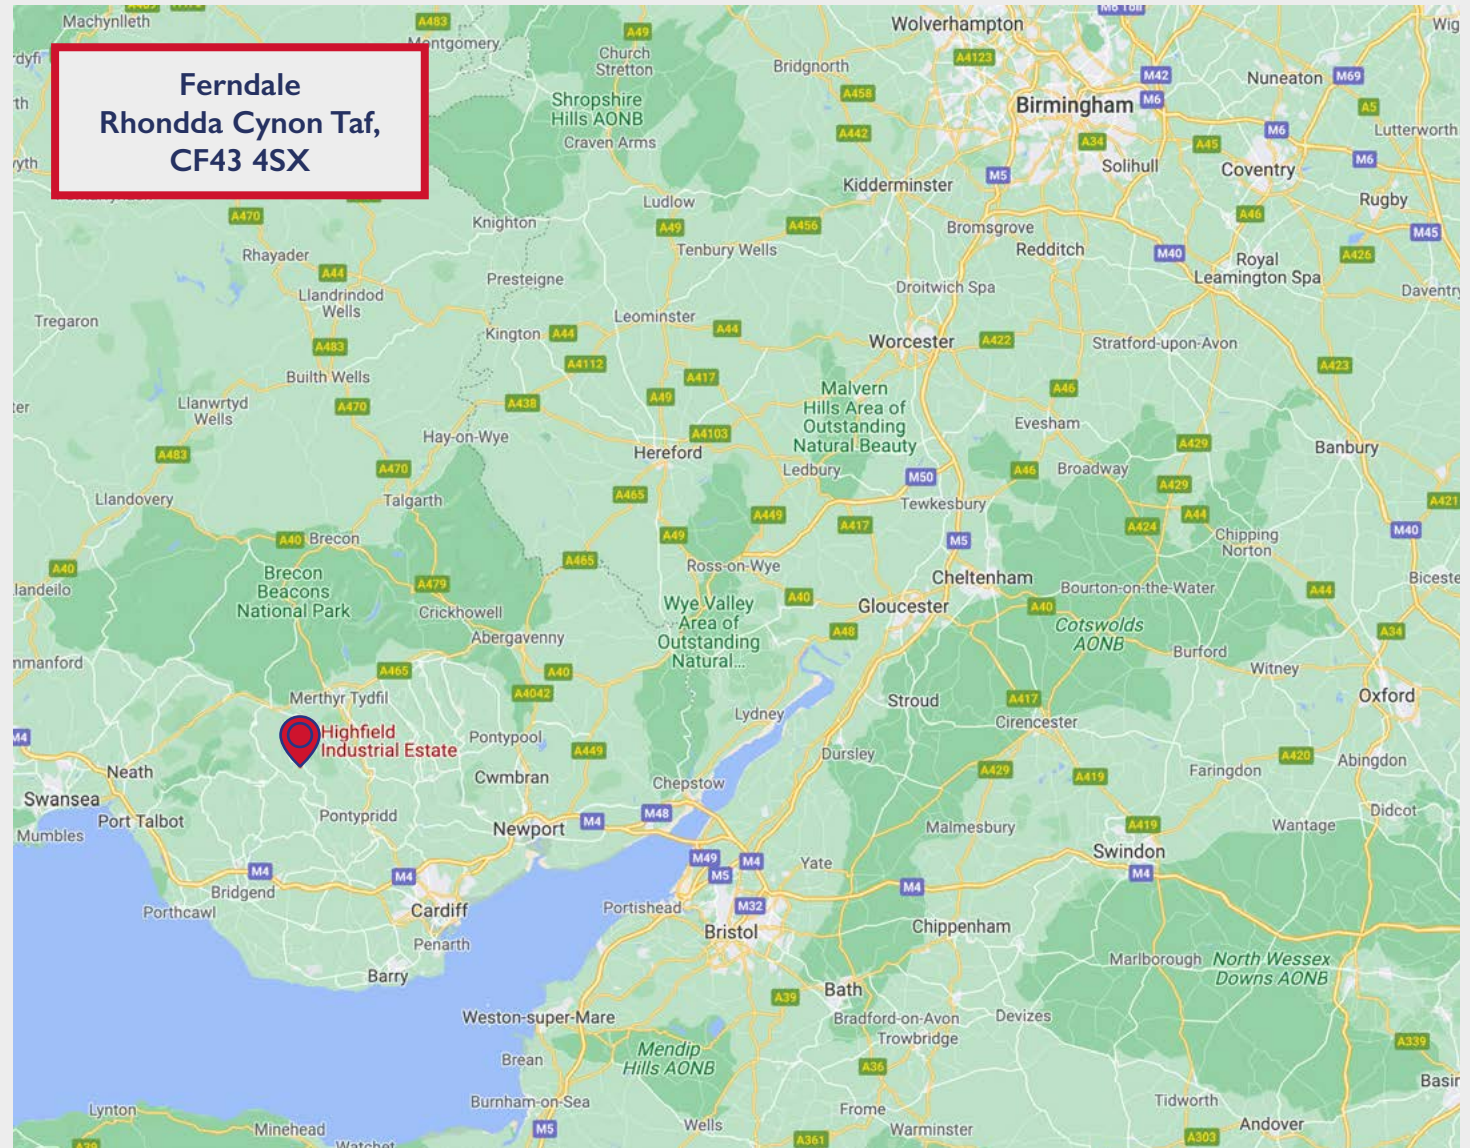 Ferndale
Rhondda Cynon Taf,
CF43 4SX
Machynlleth
A483
Montgomery
A49
Church
Stretton
Bridgnorth
Wolverhampton
A4123
M6 Toll
M42
M6
Nuneaton
M69
A5
Lutterworth
Shropshire
Hills AONB
A458
Birmingham
A442
Craven Arms
A34
Solihull
A45
M6
Coventry
M6
Kidderminster
M5
Rugby
Ludlow
A470
Knighton
A49
A456
Bromsgrove
A46
M45
Rhayader
Tenbury Wells
Redditch
M40
Royal
Leamington Spa
A426
A44
Presteigne
Droitwich Spa
Llandrindod
Wells
Tregaron
Leominster
Kington
A44
A44
Worcester
A422
Stratford-upon-Avon
A483
A4112
A423
Builth Wells
A417
A46
Malvern
Hills Area of
Outstanding
Natural Beauty
Llanwrtyd
Wells
A470
A438
A49
Evesham
Hay-on-Wye
A4103
Hereford
A429
Banbury
A483
A470
Ledbury
M50
A46
Broadway
Llandovery
Talgarth
A465
A429
Tewkesbury
A421
A449
A417
A44
A424
M40
A40
Brecon
A49
M5
Chipping
Norton
A40
A465
Ross-on-Wye
Cheltenham
Brecon
Beacons
National Park
A479
Crickhowell
Bourton-on-the-Water
A44
Wye Valley
Area of
Outstanding
Natural...
A40
Gloucester
A40
Cotswolds
AONB
A48
A34
Abergavenny
Burford
Witney
A465
A40
Merthyr Tydfil
A4042
Stroud
A417
Oxford
Lydney
Cirencester
Highfield
Industrial Estate
Pontypool
A449
M4
Dursley
A420
Abingdon
Neath
Cwmbran
Chepstow
A429
A419
Faringdon
Swansea
Port Talbot
Pontypridd
Newport
M4
M48
Didcot
Mumbles
Malmesbury
A419
Wantage
Swindon
M49
M4
Yate
M4
M4
M4
M5
M4
Bridgend
Porthcawl
Cardiff
Portishead
M32
Bristol
Chippenham
Penarth
Marlborough
North Wessex
Downs AONB
Barry
Bath
A39
Weston-super-Mare
Bradford-on-Avon
Devizes
Trowbridge
Brean
Mendip
Hills AONB
A36
A339
Burnham-on-Sea
Tidworth
Lynton
Minehead
M5
Wells
Frome
Warminster
A361
A303
Andover
Watchet
A39